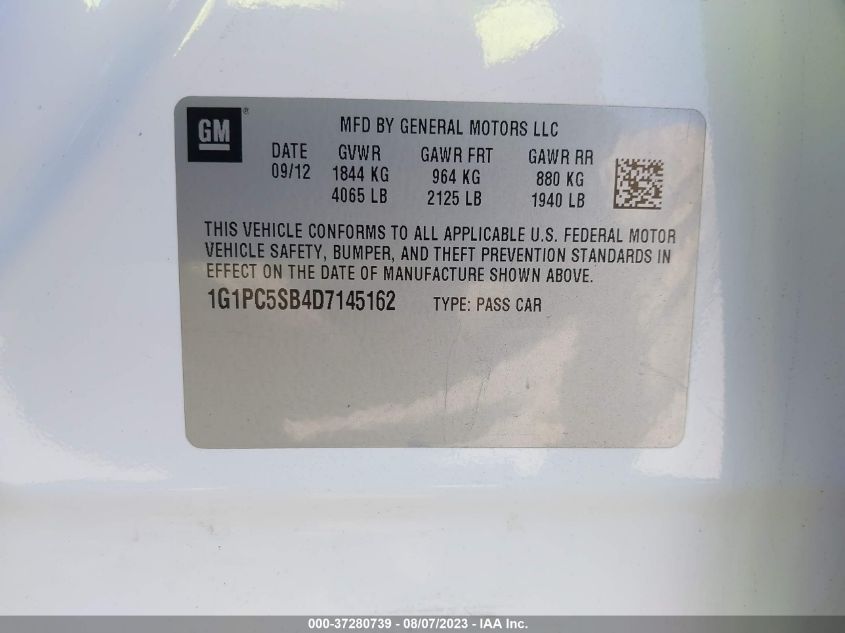 GM®
MFD BY GENERAL MOTORS LLC
DATE GVWR GAWR FRT GAWR RR
09/12 1844 KG 964 KG 880 KG
4065 LB 2125 LB 1940 LB
THIS VEHICLE CONFORMS TO ALL APPLICABLE U.S. FEDERAL MOTOR
VEHICLE SAFETY, BUMPER, AND THEFT PREVENTION STANDARDS IN
EFFECT ON THE DATE OF MANUFACTURE SHOWN ABOVE.
1G1PC5SB4D7145162 TYPE: PASS CAR
000-37280739 - 08/07/2023 - IAA Inc.